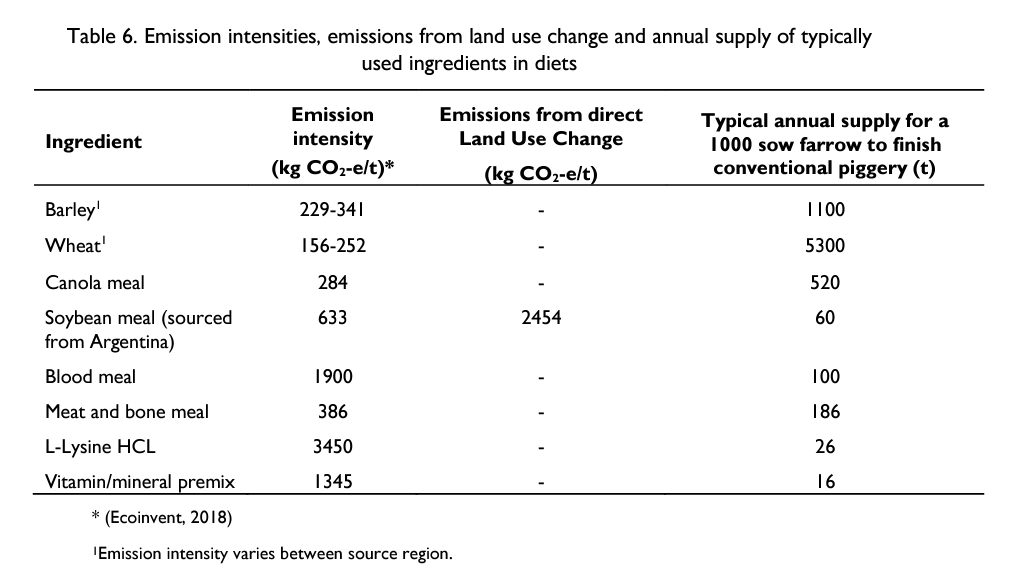 Table 6. Emission intensities, emissions from land use change and annual supply of typically
used ingredients in diets
Ingredient
Emission
intensity
(kg CO₂-e/t)*
Emissions from direct
Land Use Change
(kg CO₂-e/t)
Typical annual supply for a
1000 sow farrow to finish
conventional piggery (t)
Barley¹ 229-341 - 1100
Wheat¹ 156-252 - 5300
Canola meal 284 - 520
Soybean meal (sourced 633 2454 60
from Argentina)
Blood meal 1900 - 100
Meat and bone meal 386 - 186
L-Lysine HCL 3450 - 26
Vitamin/mineral premix 1345 - 16
* (Ecoinvent, 2018)
¹Emission intensity varies between source region.